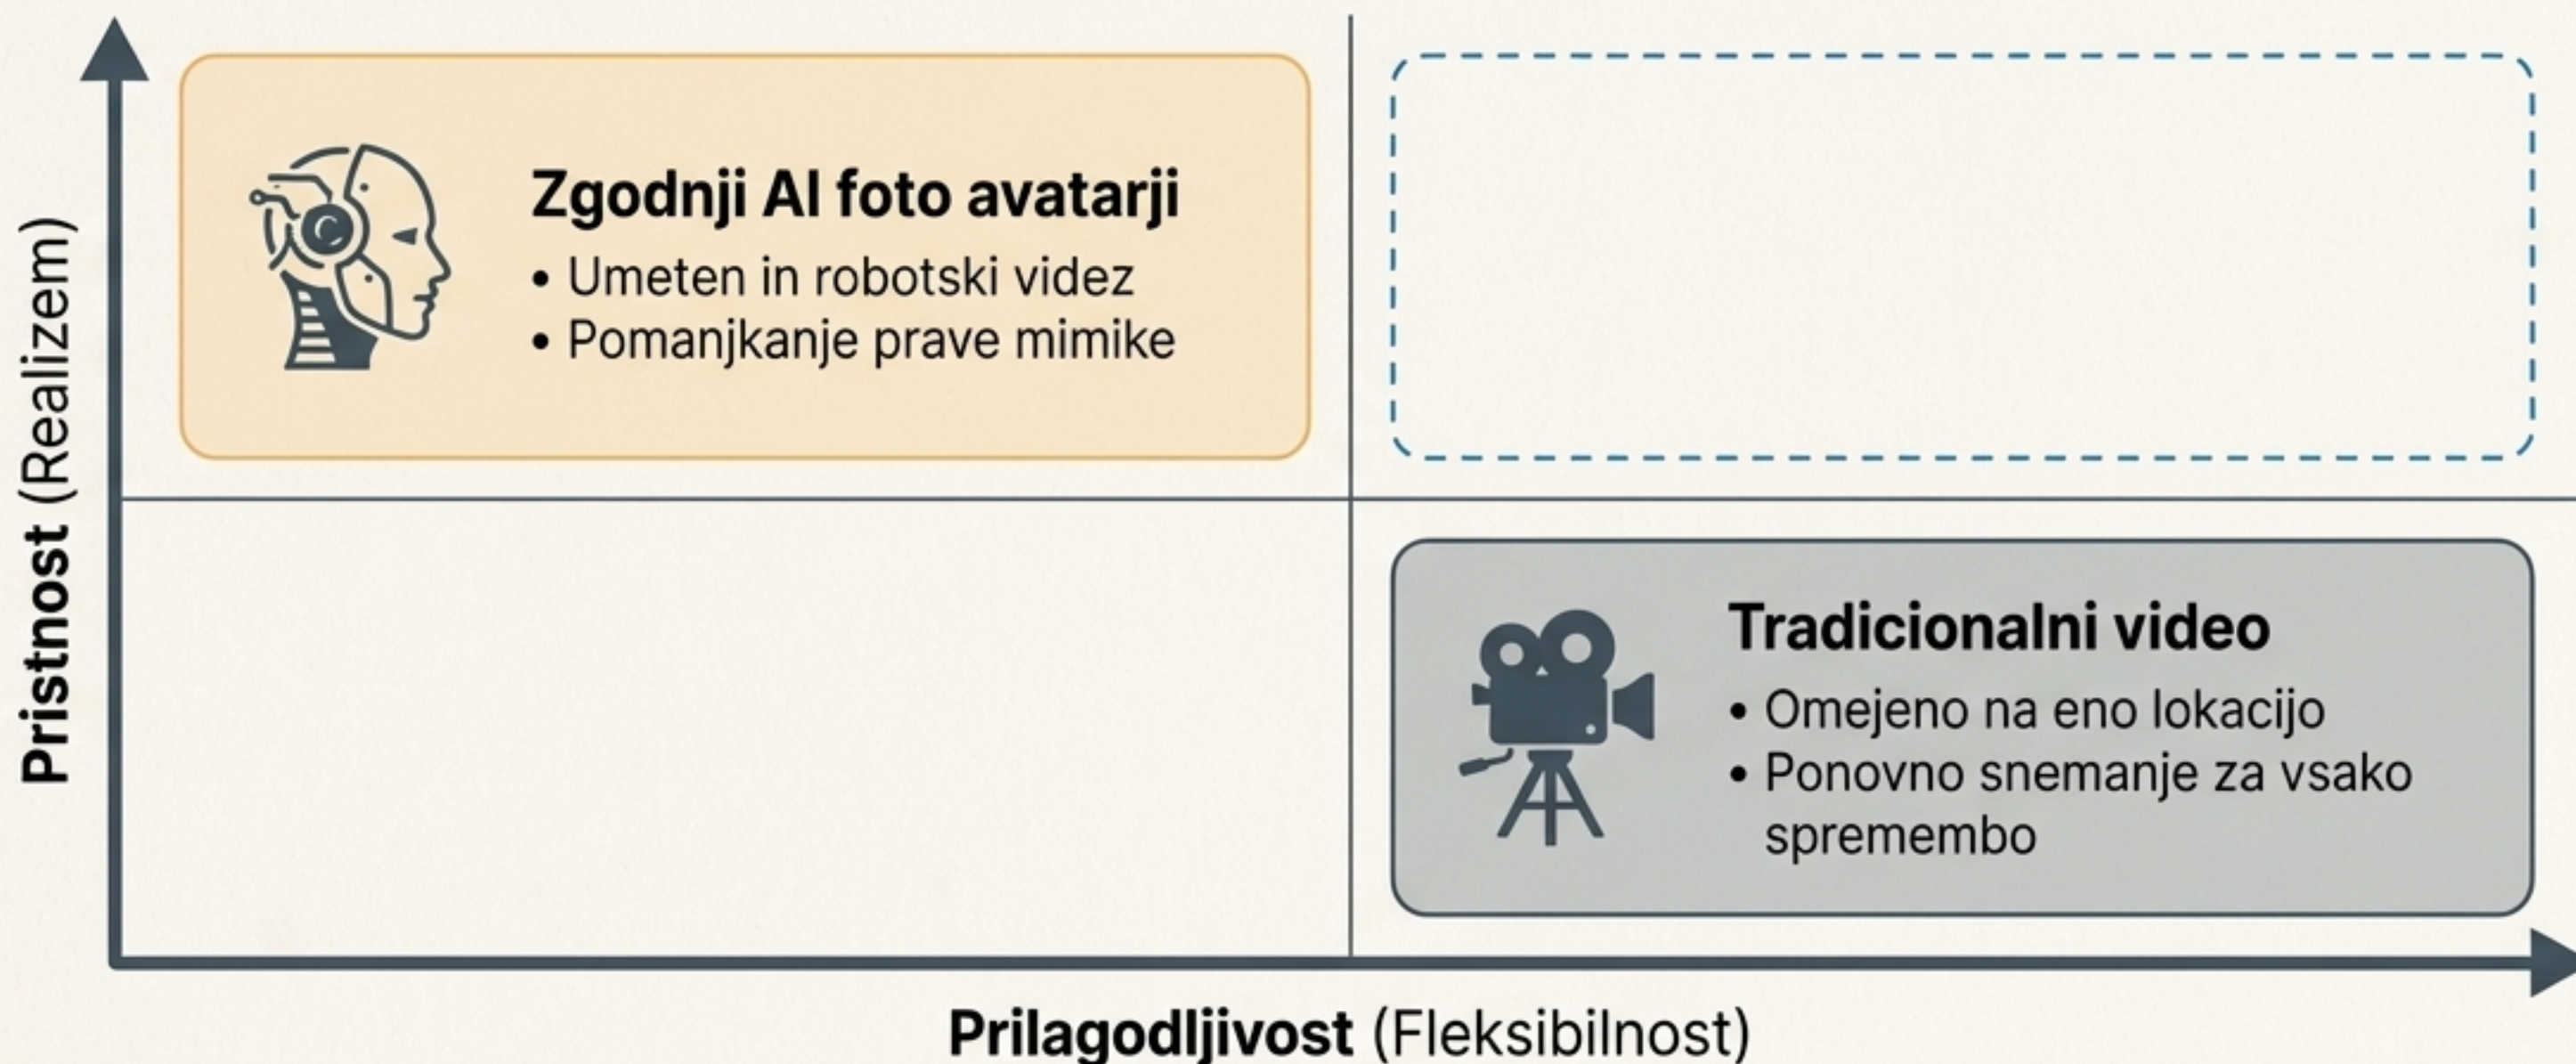 Pristnost (Realizem)
Zgodnji AI foto avatarji
• Umeten in robotski videz
• Pomanjkanje prave mimike
Tradicionalni video
• Omejeno na eno lokacijo
• Ponovno snemanje za vsako
spremembo
Prilagodljivost (Fleksibilnost)